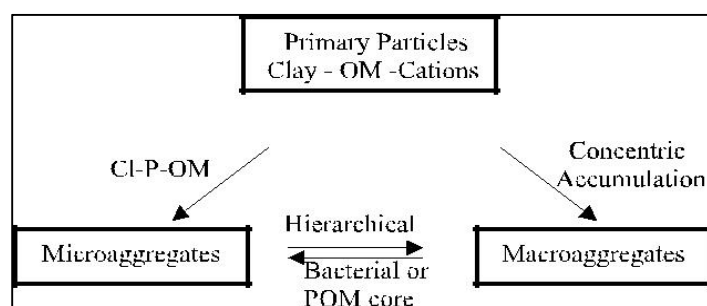 Primary Particles
Clay - OM -Cations
Cl-P-OM
Concentric
Accumulation
Hierarchical
Microaggregates
Macroaggregates
Bacterial or
POM core